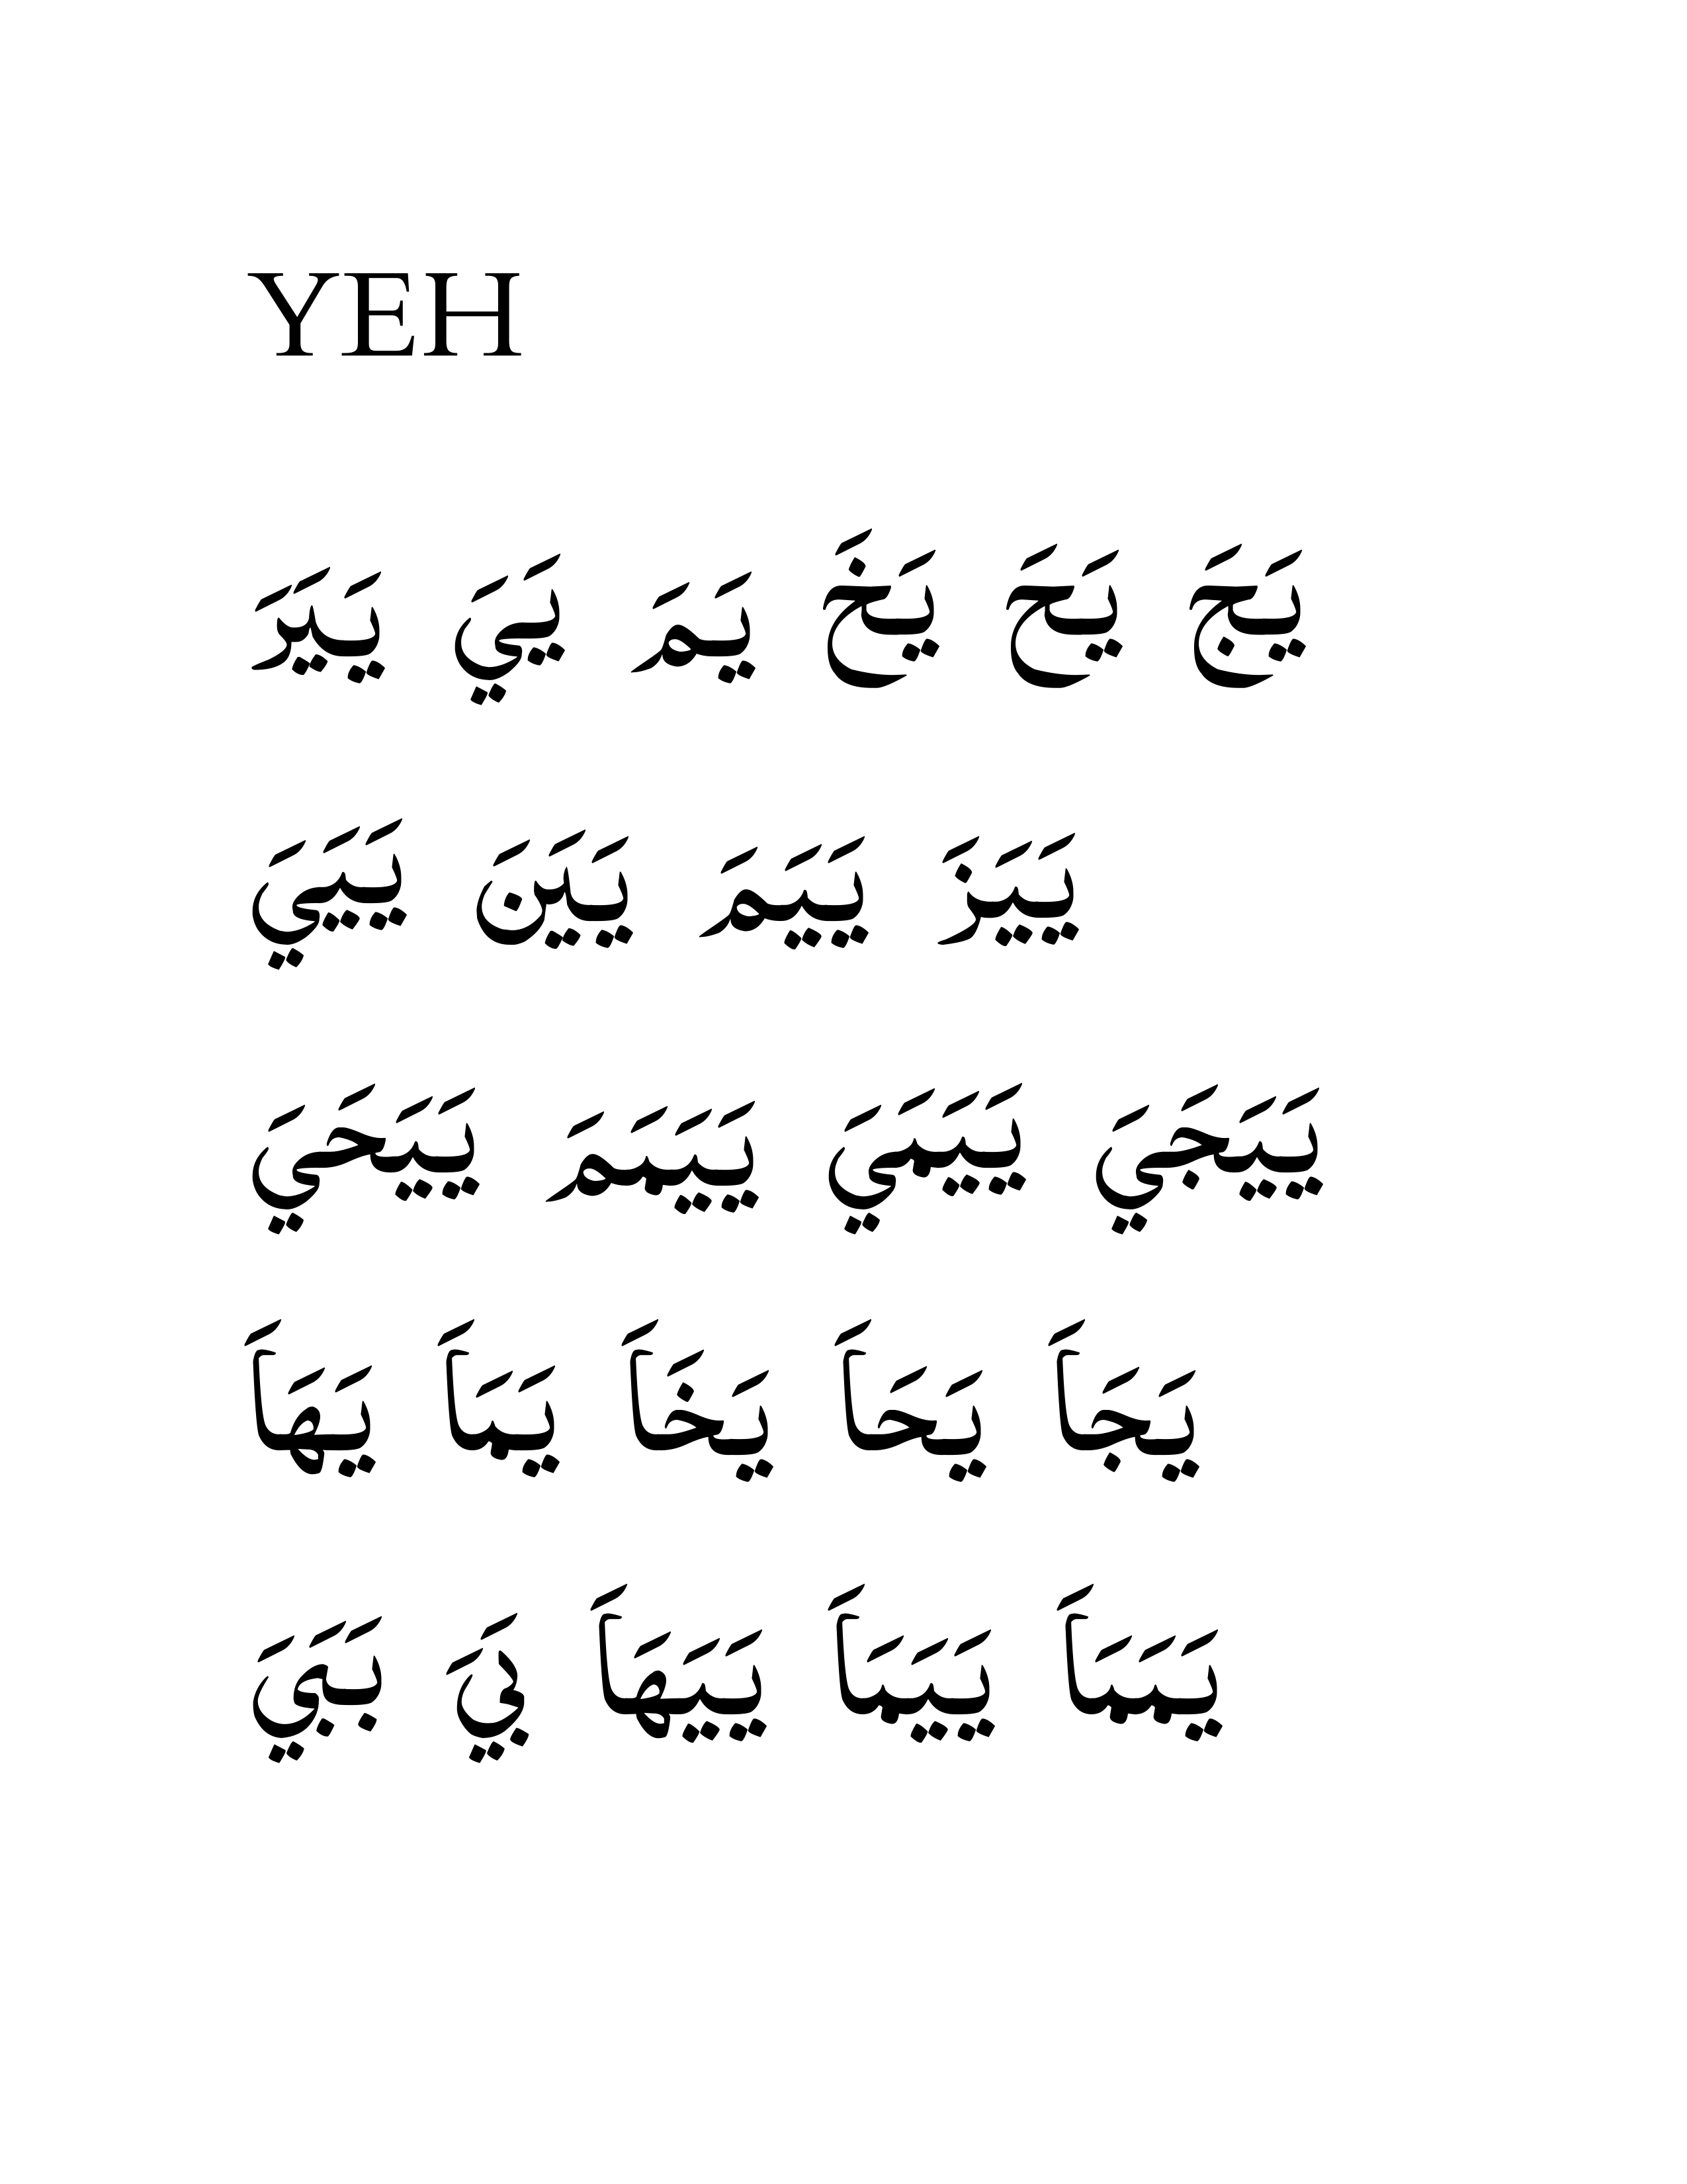 YEH
يَجَ يَحَ يَخَ يَمَ يَيَ يَيَرَ
يَيَزَ يَيَمَ يَيَنَ يَيَيَ
يَيَجَيَ يَيَمَيَ يَيَمَمَ يَيَحَيَ
يَجَاَ يَحَاَ يَخَاَ يَمَاَ يَهَاَ
يَمَمَاَ يَيَمَاَ يَيَهَاَ يَيَ بَجَيَ